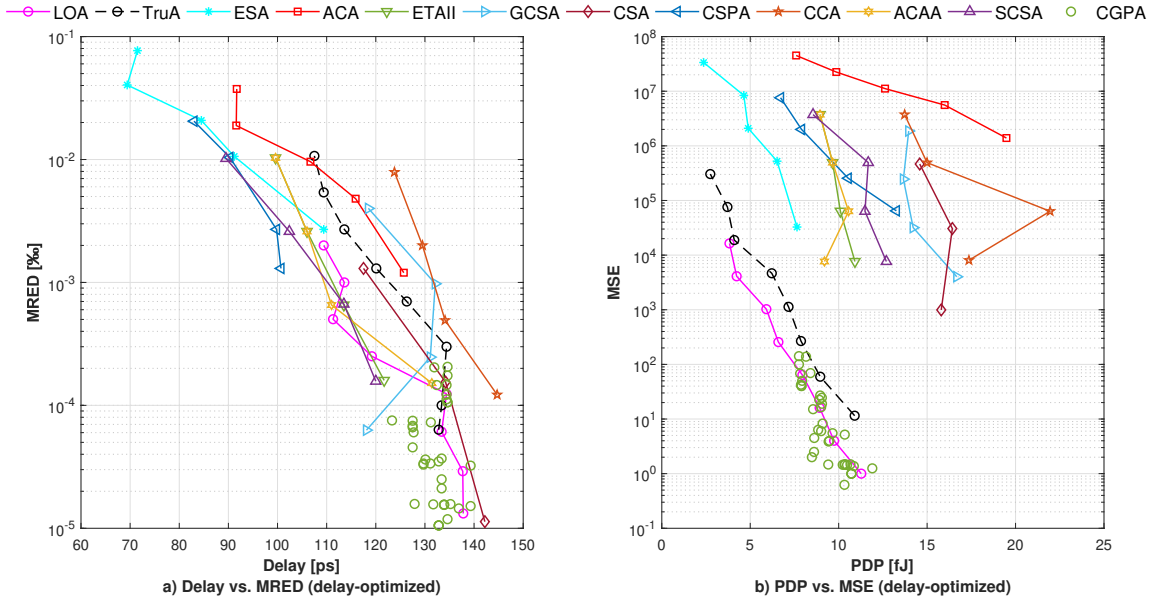 LOA TruA ESA ACA ETAII GCSA CSA CSPA CCA ACAA SCSA CGPA
10^-1
10^-2
10^-3
10^-4
10^-5
MRED [‰]
60 70 80 90 100 110 120 130 140 150
Delay [ps]
a) Delay vs. MRED (delay-optimized)
10^8
10^7
10^6
10^5
10^4
10^3
10^2
10^1
10^0
10^-1
MSE
0 5 10 15 20 25
PDP [fJ]
b) PDP vs. MSE (delay-optimized)